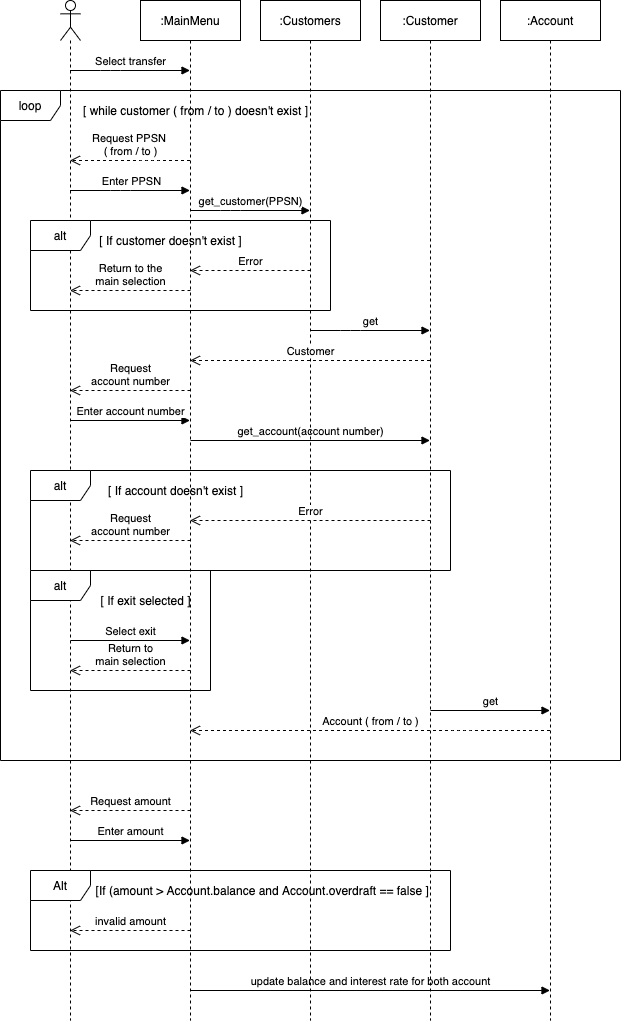 :MainMenu
:Customers
:Customer
:Account
Select transfer
loop
[ while customer ( from / to ) doesn't exist ]
Request PPSN
( from / to )
Enter PPSN
get_customer(PPSN)
alt
[ If customer doesn't exist ]
Error
Return to the
main selection
get
Customer
Request
account number
Enter account number
get_account(account number)
alt
[ If account doesn't exist ]
Error
Request
account number
alt
[ If exit selected ]
Select exit
Return to
main selection
get
Account ( from / to )
Request amount
Enter amount
Alt
[If (amount > Account.balance and Account.overdraft == false ]
invalid amount
update balance and interest rate for both account